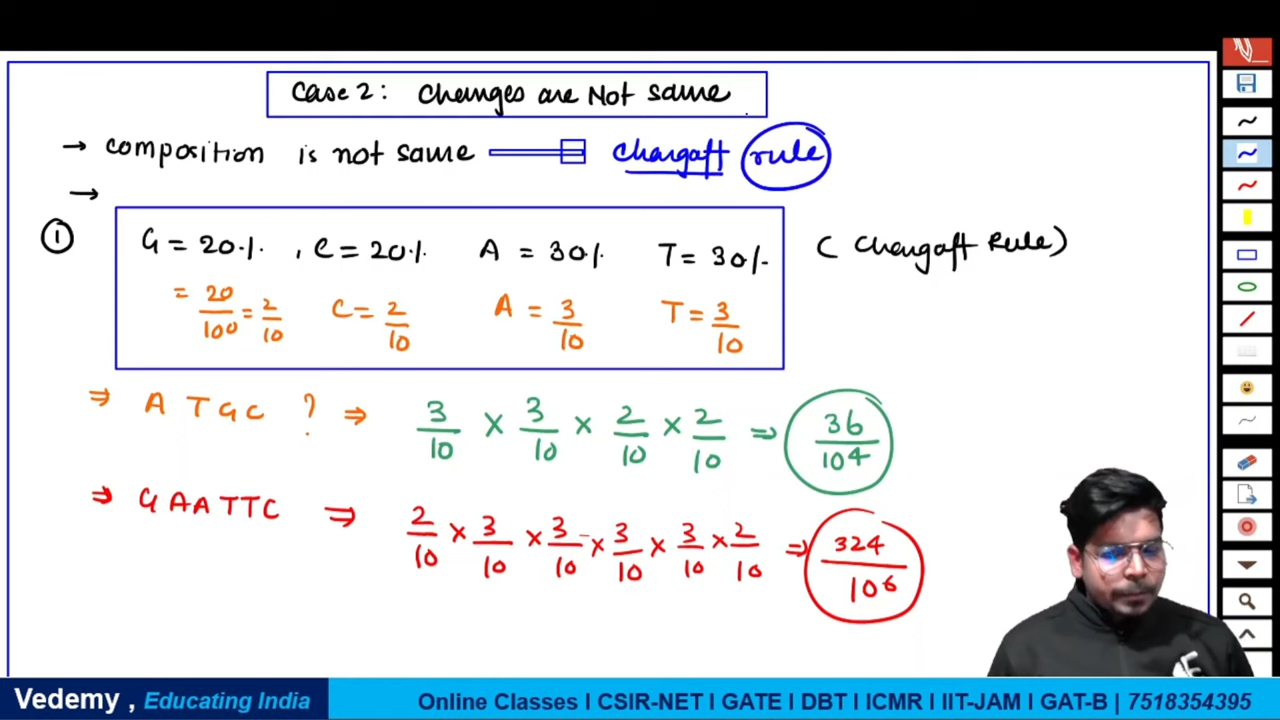 Case 2: Changes are Not same
→ composition is not same chargaff rule
→
① G = 20%. , C = 20%. A = 30%. T = 30%. ( Chargaff Rule)
= 20/100 = 2/10 C = 2/10 A = 3/10 T = 3/10
⇒ A T G C ? ⇒ 3/10 × 3/10 × 2/10 × 2/10 ⇒ 36/10⁴
⇒ G A A T T C ⇒ 2/10 × 3/10 × 3/10 × 3/10 × 3/10 × 2/10 ⇒ 324/10⁶
Vedemy , Educating India Online Classes I CSIR-NET I GATE I DBT I ICMR I IIT-JAM I GAT-B I 7518354395